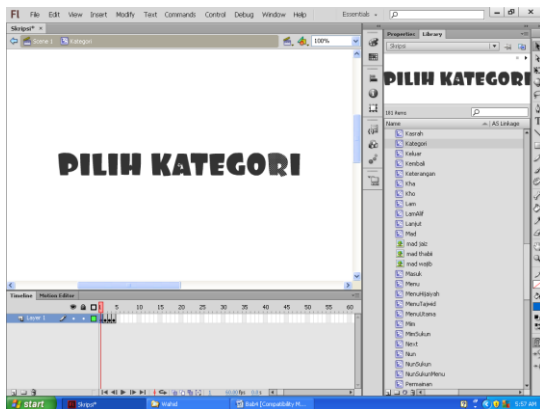 Fl File Edit View Insert Modify Text Commands Control Debug Window Help Essentials
Skripsi* ×
Scene 1 Kategori 100%
PILIH KATEGORI
Timeline Motion Editor
5 10 15 20 25 30 35 40 45 50 55 60
Layer 1
Properties Library
Skripsi
PILIH KATEGORI
Name AS Linkage
Kasrah
Kategori
Keluar
Kembali
Keterangan
Kha
Kho
Lam
LamAlif
Lanjut
Mad
mad jaiz
mad thabii
mad wajib
Masuk
Menu
MenuHijaiyah
MenuTajwid
MenuUtama
Mim
MimSukun
Next
Nun
NunSukun
NunSukunMenu
Permainan
start Skripsi* Wahid Bab4 [Compatibility M... 5:57 AM